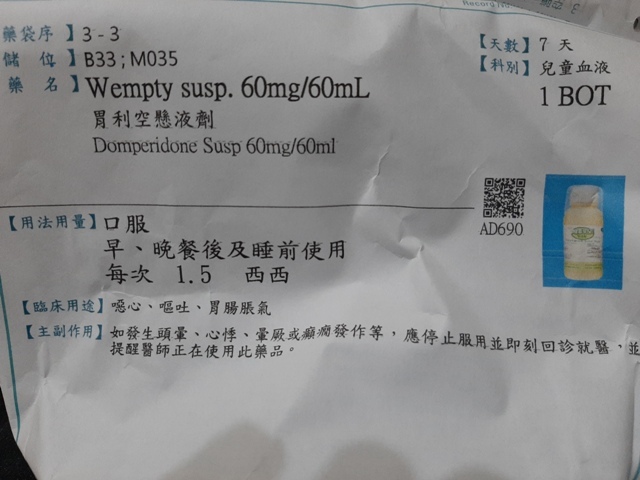 Record No
藥袋序 】3-3
【天數】7 天
儲 位 】B33;M035
【科別】兒童血液
藥 名 】Wempty susp. 60mg/60mL
1 BOT
胃利空懸液劑
Domperidone Susp 60mg/60ml
AD690
【用法用量】口服
早、晚餐後及睡前使用
每次 1.5 西西
【臨床用途】噁心、嘔吐、胃腸脹氣
【主副作用】如發生頭暈、心悸、暈厥或癲癇發作等，應停止服用並即刻回診就醫，並
提醒醫師正在使用此藥品。